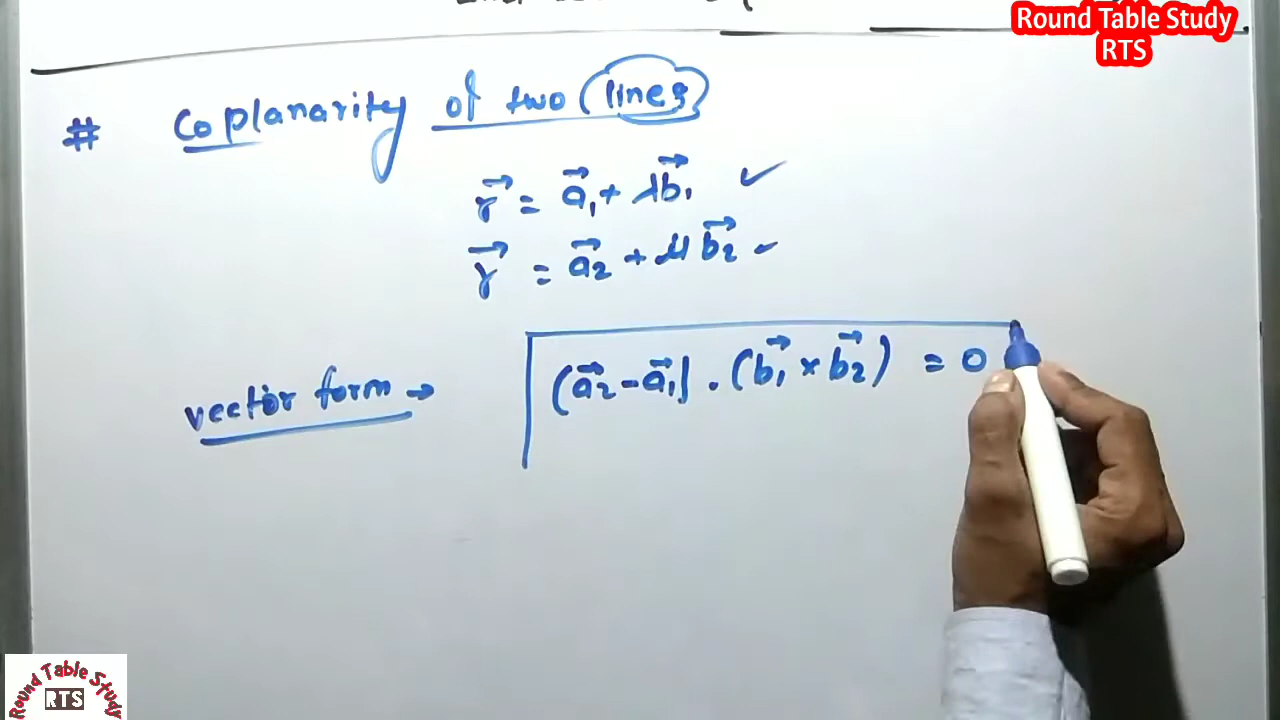 Round Table Study
RTS
# Coplanarity of two (lines)
r⃗ = a⃗₁ + λb⃗₁ ✓
r⃗ = a⃗₂ + μb⃗₂ ✓
vector form → (a⃗₂ - a⃗₁) . (b⃗₁ × b⃗₂) = 0
Round Table Study
RTS